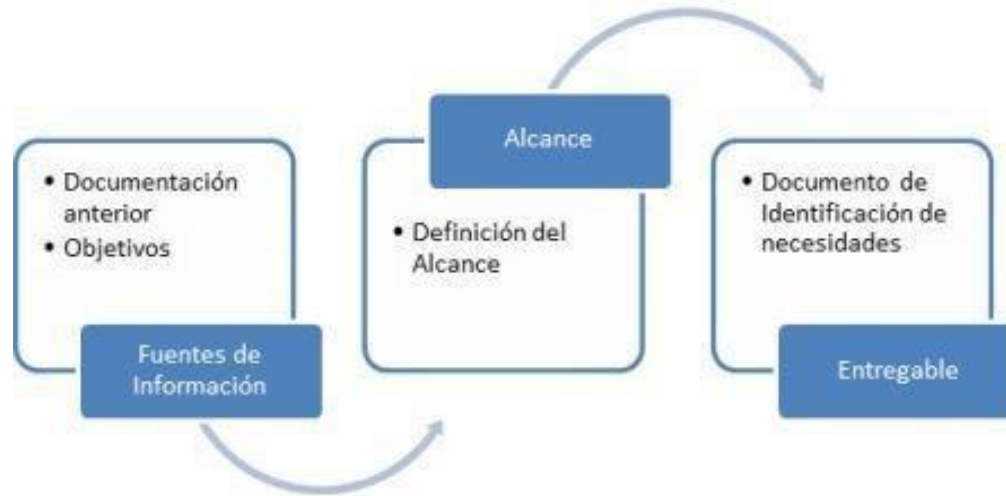 • Documentación
anterior
• Objetivos
Fuentes de
Información
Alcance
• Definición del
Alcance
• Documento de
Identificación de
necesidades
Entregable